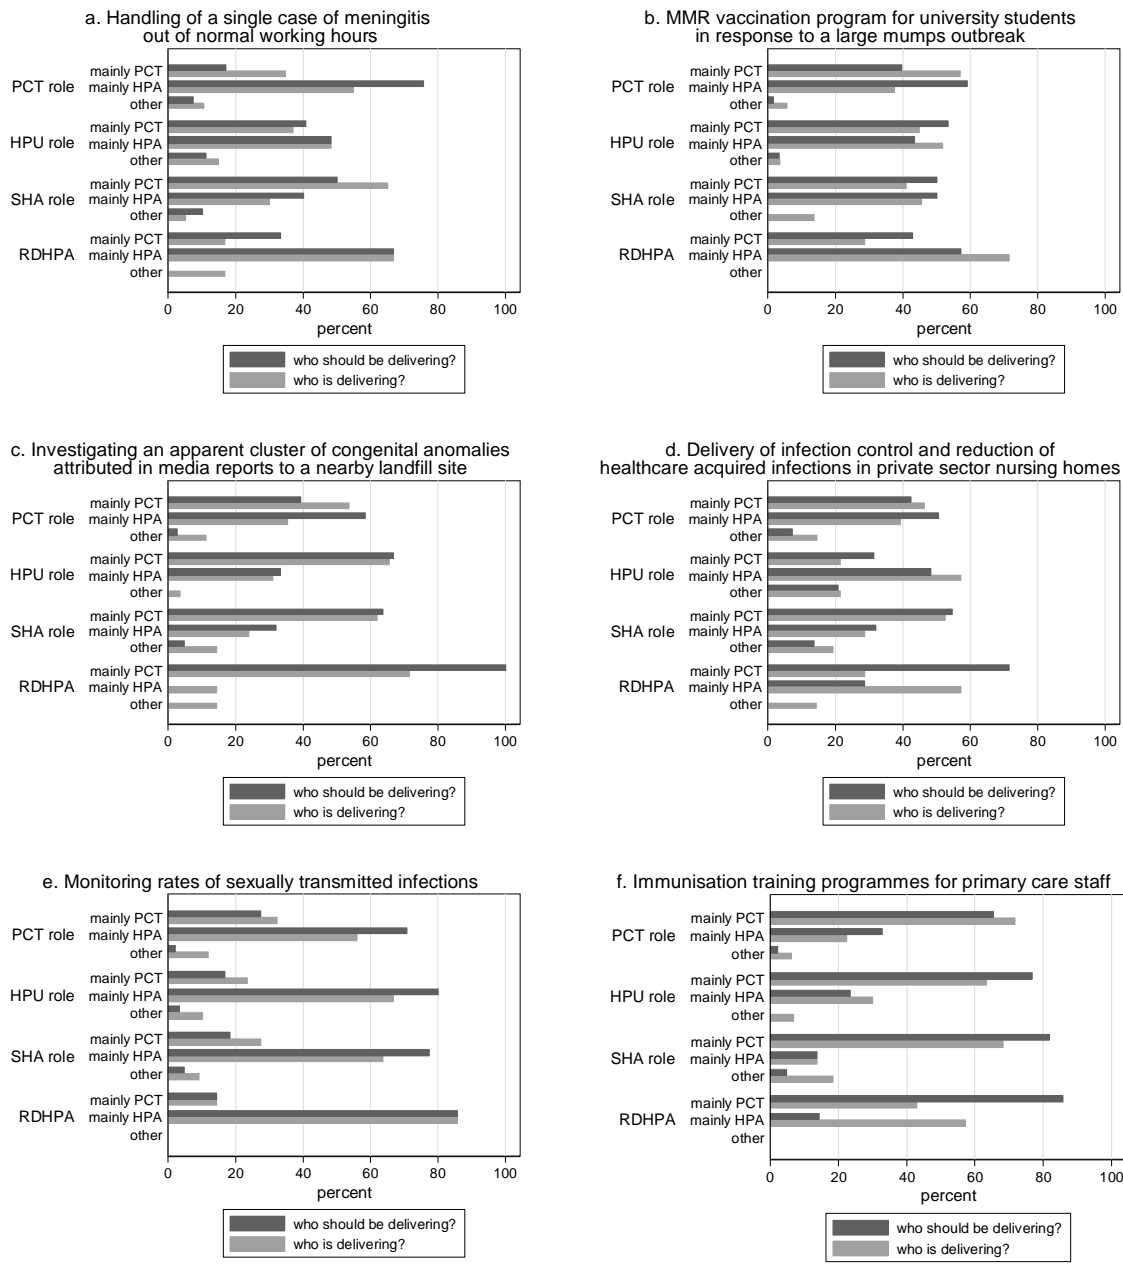 a. Handling of a single case of meningitis
out of normal working hours
PCT role
mainly PCT
mainly HPA
other
HPU role
mainly PCT
mainly HPA
other
SHA role
mainly PCT
mainly HPA
other
RDHPA
mainly PCT
mainly HPA
other
0 20 40 60 80 100
percent
who should be delivering?
who is delivering?
b. MMR vaccination program for university students
in response to a large mumps outbreak
PCT role
mainly PCT
mainly HPA
other
HPU role
mainly PCT
mainly HPA
other
SHA role
mainly PCT
mainly HPA
other
RDHPA
mainly PCT
mainly HPA
other
0 20 40 60 80 100
percent
who should be delivering?
who is delivering?
c. Investigating an apparent cluster of congenital anomalies
attributed in media reports to a nearby landfill site
PCT role
mainly PCT
mainly HPA
other
HPU role
mainly PCT
mainly HPA
other
SHA role
mainly PCT
mainly HPA
other
RDHPA
mainly PCT
mainly HPA
other
0 20 40 60 80 100
percent
who should be delivering?
who is delivering?
d. Delivery of infection control and reduction of
healthcare acquired infections in private sector nursing homes
PCT role
mainly PCT
mainly HPA
other
HPU role
mainly PCT
mainly HPA
other
SHA role
mainly PCT
mainly HPA
other
RDHPA
mainly PCT
mainly HPA
other
0 20 40 60 80 100
percent
who should be delivering?
who is delivering?
e. Monitoring rates of sexually transmitted infections
PCT role
mainly PCT
mainly HPA
other
HPU role
mainly PCT
mainly HPA
other
SHA role
mainly PCT
mainly HPA
other
RDHPA
mainly PCT
mainly HPA
other
0 20 40 60 80 100
percent
who should be delivering?
who is delivering?
f. Immunisation training programmes for primary care staff
PCT role
mainly PCT
mainly HPA
other
HPU role
mainly PCT
mainly HPA
other
SHA role
mainly PCT
mainly HPA
other
RDHPA
mainly PCT
mainly HPA
other
0 20 40 60 80 100
percent
who should be delivering?
who is delivering?